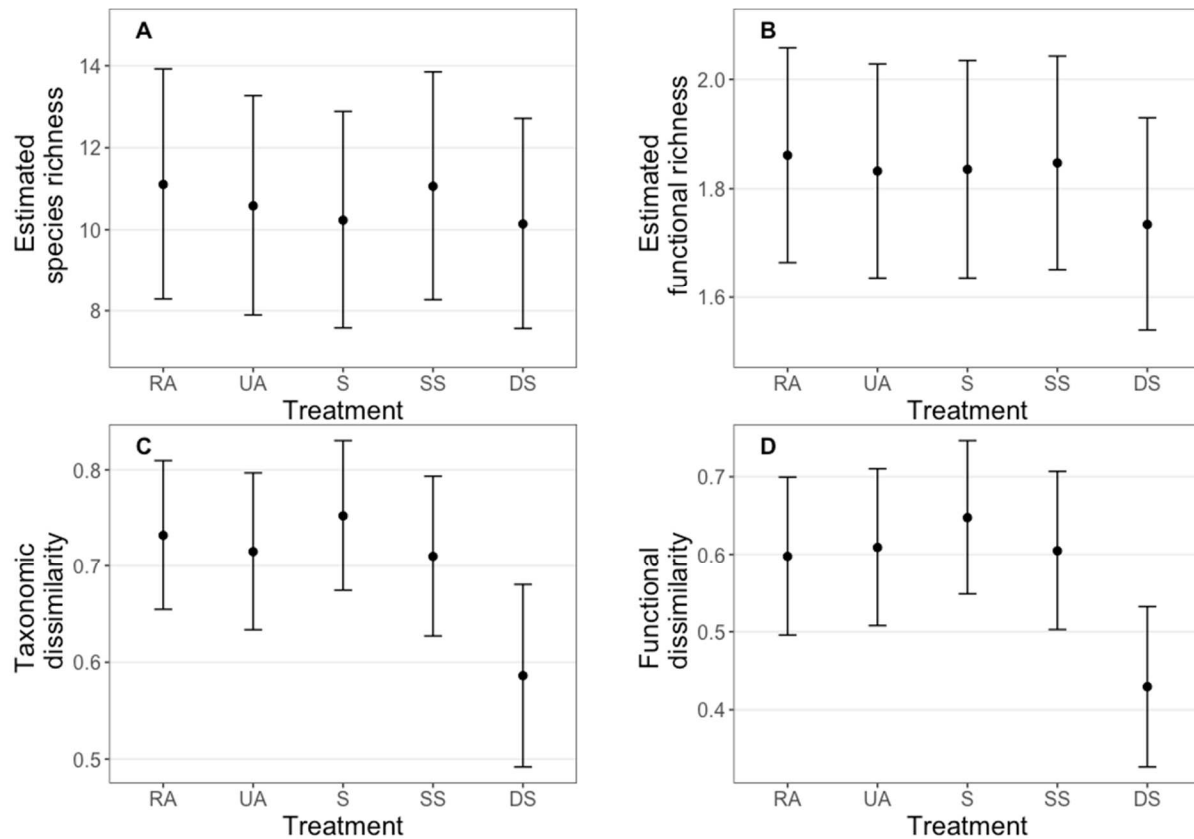 A
Estimated
species richness
14
12
10
8
RA UA S SS DS
Treatment
B
Estimated
functional richness
2.0
1.8
1.6
RA UA S SS DS
Treatment
C
Taxonomic
dissimilarity
0.8
0.7
0.6
0.5
RA UA S SS DS
Treatment
D
Functional
dissimilarity
0.7
0.6
0.5
0.4
RA UA S SS DS
Treatment